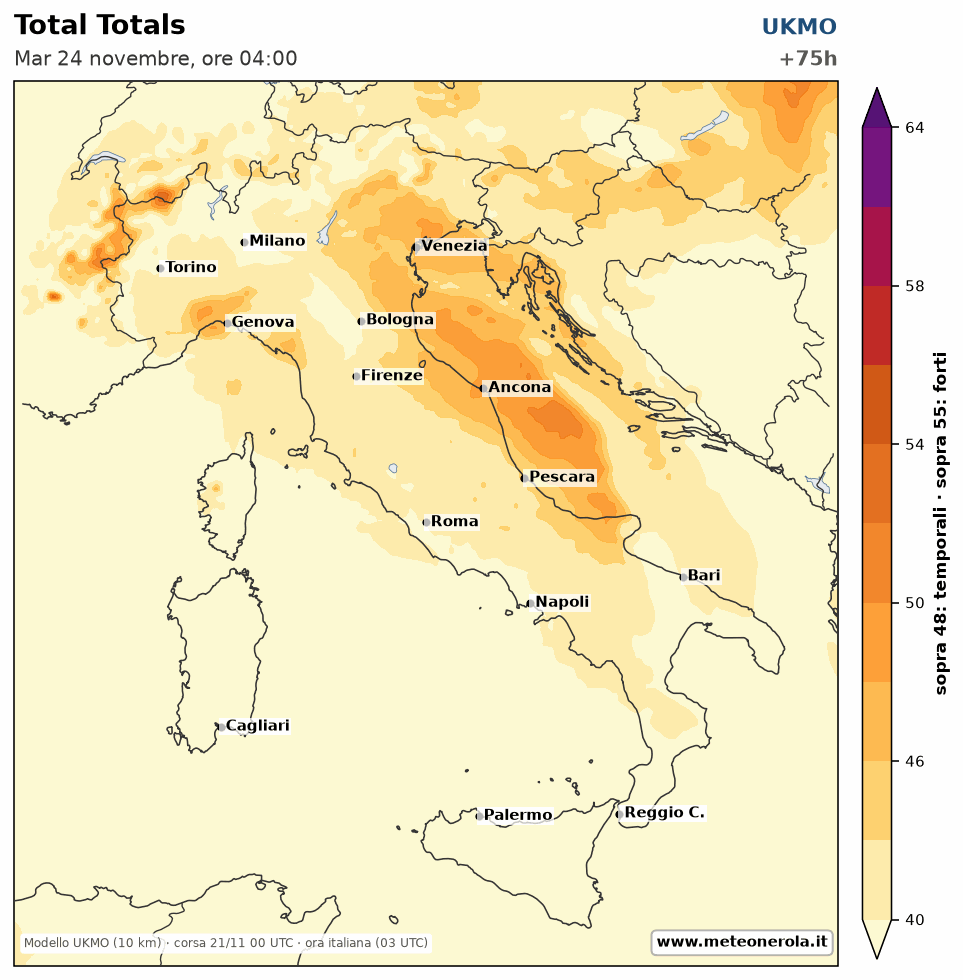 Total Totals
UKMO
Mar 24 novembre, ore 04:00
+75h
64
58
54
50
46
40
sopra 48: temporali · sopra 55: forti
Milano
Venezia
Torino
Genova
Bologna
Firenze
Ancona
Pescara
Roma
Bari
Napoli
Cagliari
Palermo
Reggio C.
Modello UKMO (10 km) · corsa 21/11 00 UTC · ora italiana (03 UTC)
www.meteonerola.it